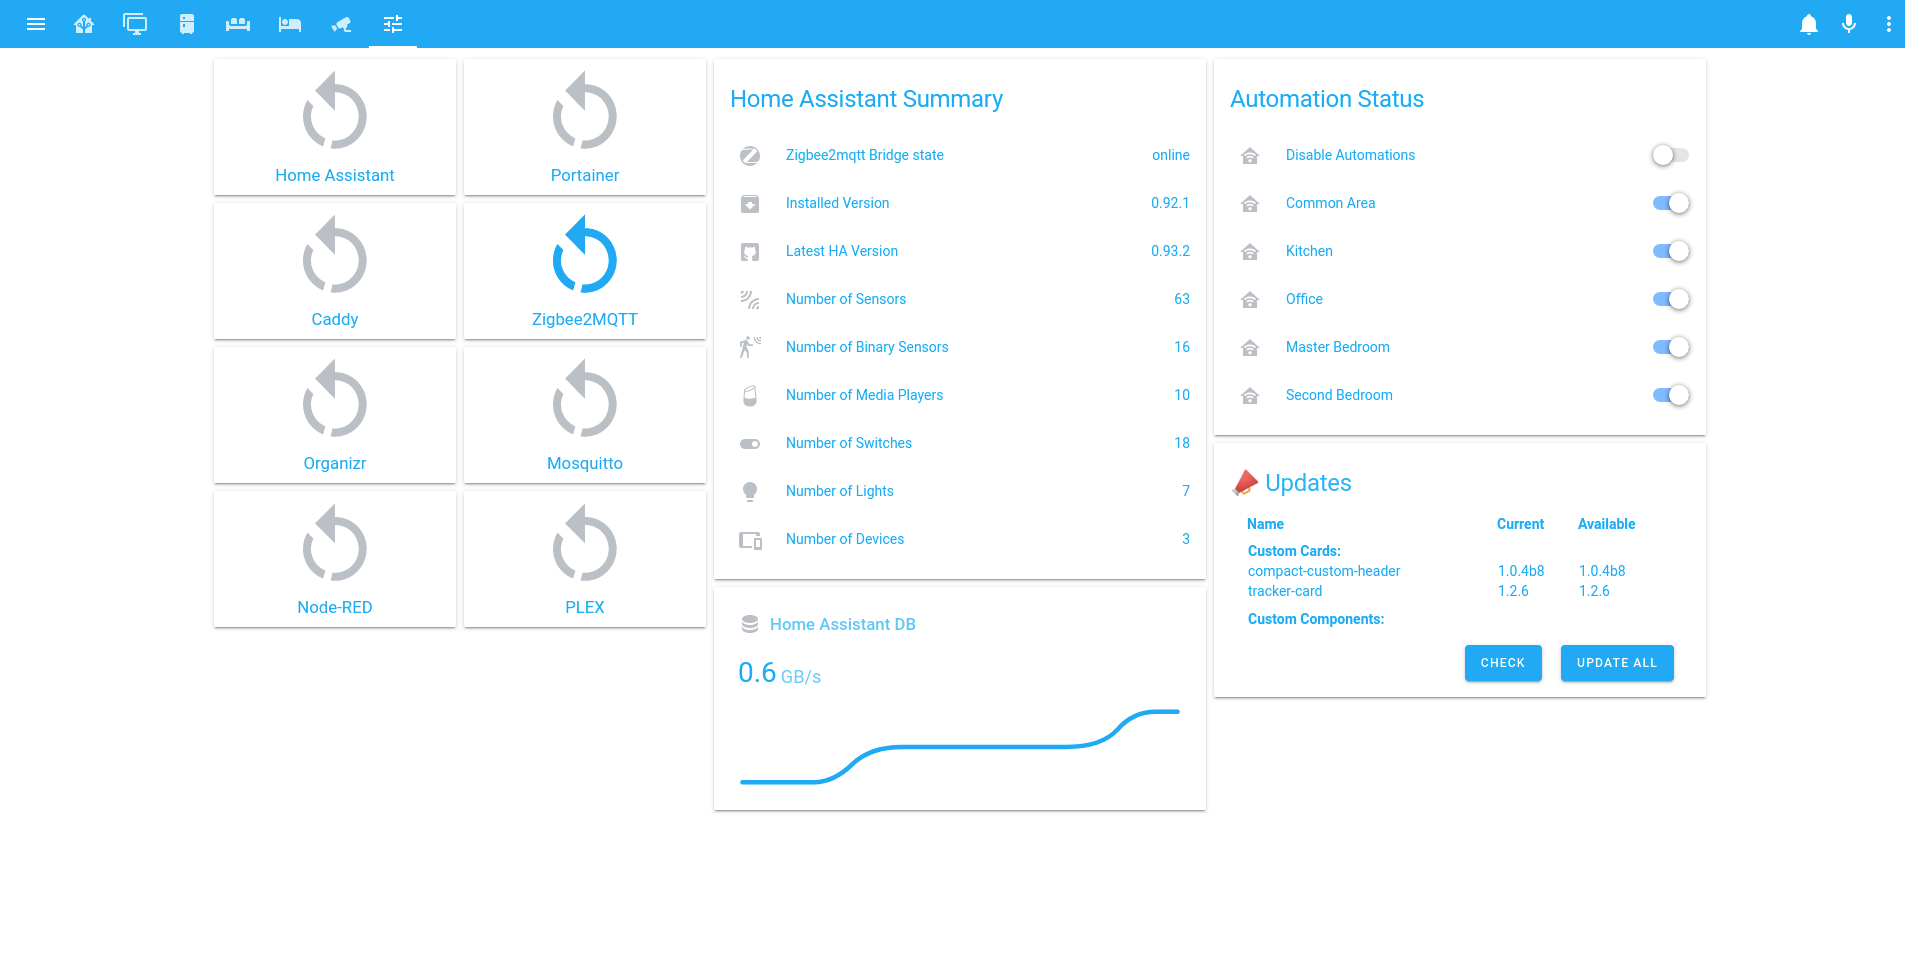 Home Assistant
Portainer
Caddy
Zigbee2MQTT
Organizr
Mosquitto
Node-RED
PLEX
Home Assistant Summary
Zigbee2mqtt Bridge state online
Installed Version 0.92.1
Latest HA Version 0.93.2
Number of Sensors 63
Number of Binary Sensors 16
Number of Media Players 10
Number of Switches 18
Number of Lights 7
Number of Devices 3
Home Assistant DB
0.6 GB/s
Automation Status
Disable Automations
Common Area
Kitchen
Office
Master Bedroom
Second Bedroom
Updates
Name Current Available
Custom Cards:
compact-custom-header 1.0.4b8 1.0.4b8
tracker-card 1.2.6 1.2.6
Custom Components:
CHECK UPDATE ALL